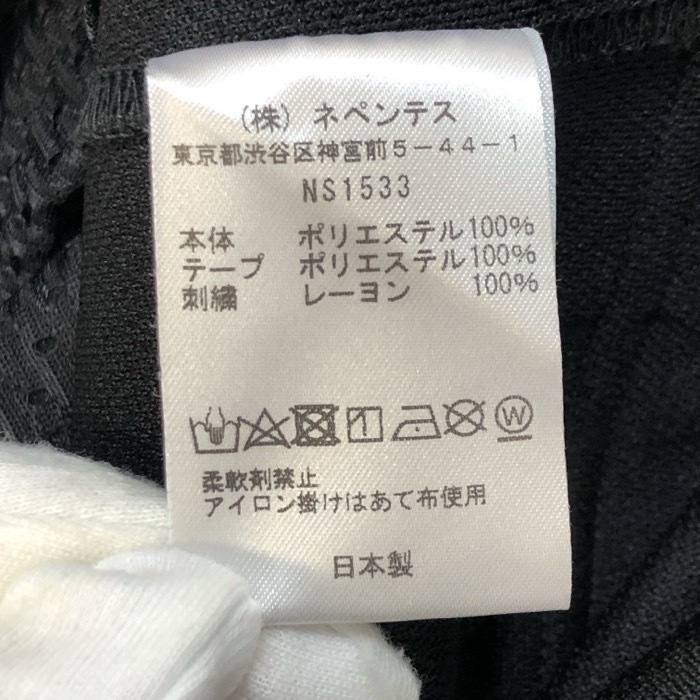 （株）ネペンテス
東京都渋谷区神宮前5－44－1
NS1533
本体 ポリエステル100%
テープ ポリエステル100%
刺繍 レーヨン 100%
W
柔軟剤禁止
アイロン掛けはあて布使用
日本製